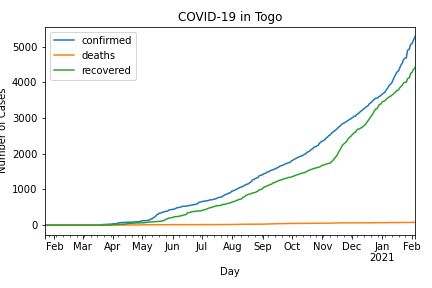 COVID-19 in Togo
confirmed
deaths
recovered
Number of Cases
5000
4000
3000
2000
1000
0
Feb Mar Apr May Jun Jul Aug Sep Oct Nov Dec Jan Feb
2021
Day